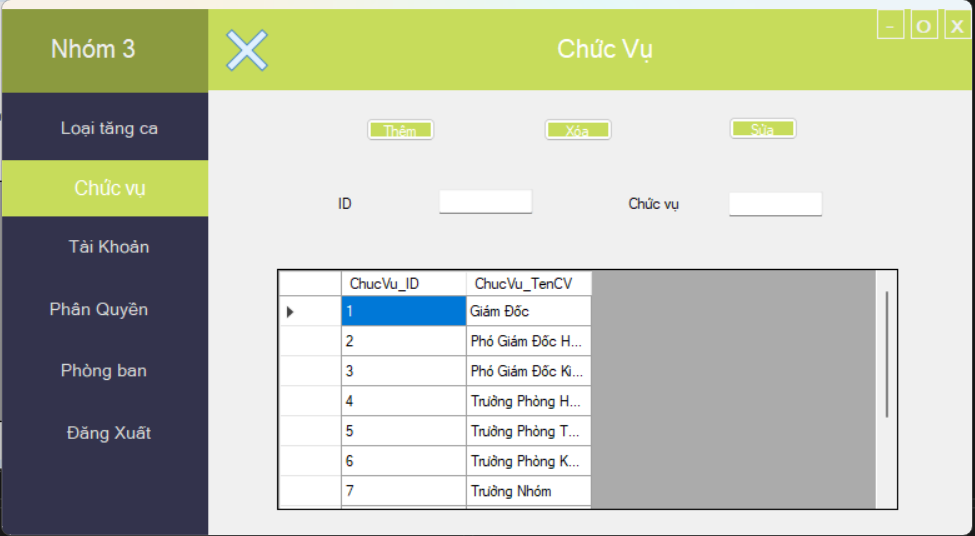 Nhóm 3
Chức Vụ
- O X
Loại tăng ca
Chức vụ
Tài Khoản
Phân Quyền
Phòng ban
Đăng Xuất
Thêm Xóa Sửa
ID Chức vụ
ChucVu_ID ChucVu_TenCV
1 Giám Đốc
2 Phó Giám Đốc H...
3 Phó Giám Đốc Ki...
4 Trưởng Phòng H...
5 Trưởng Phòng T...
6 Trưởng Phòng K...
7 Trưởng Nhóm